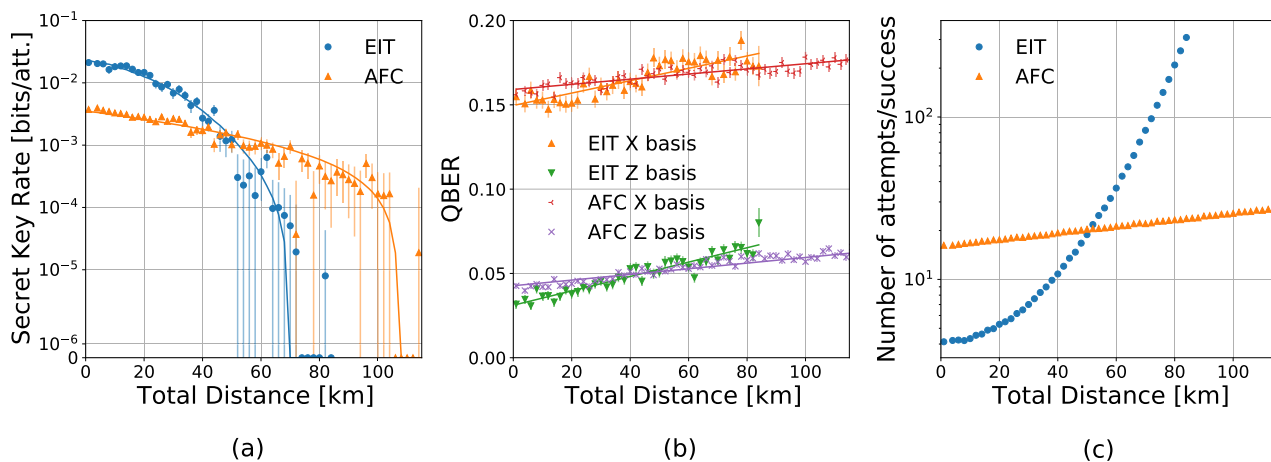 10⁻¹
10⁻²
10⁻³
10⁻⁴
10⁻⁵
10⁻⁶
0
Secret Key Rate [bits/att.]
EIT
AFC
0 20 40 60 80 100
Total Distance [km]
(a)
0.20
0.15
0.10
0.05
0.00
QBER
EIT X basis
EIT Z basis
AFC X basis
AFC Z basis
0 20 40 60 80 100
Total Distance [km]
(b)
10²
10¹
Number of attempts/success
EIT
AFC
0 20 40 60 80 100
Total Distance [km]
(c)